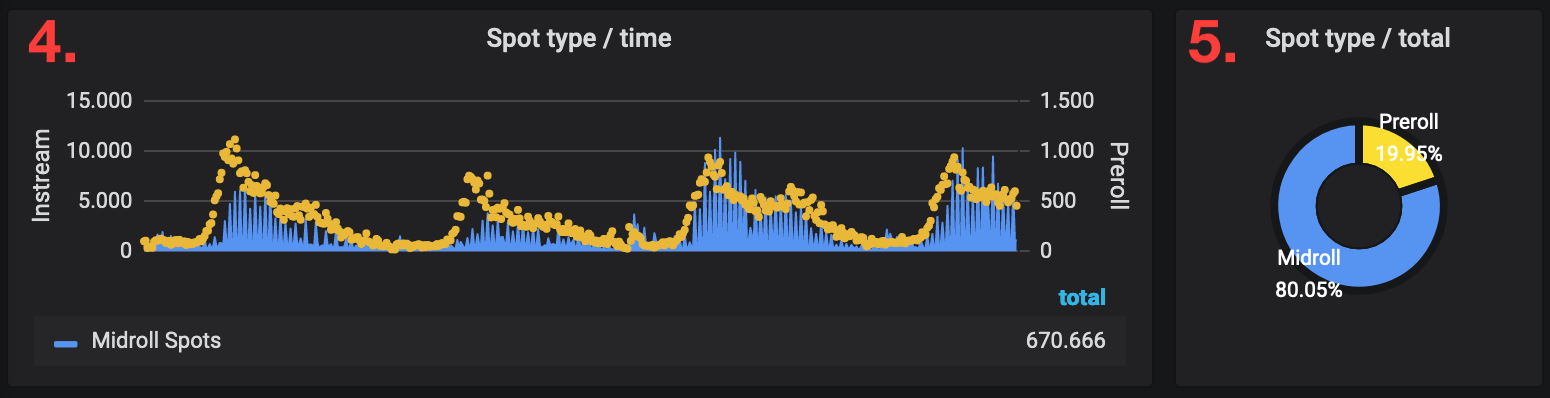 4.
Spot type / time
15.000
10.000
5.000
0
Instream
1.500
1.000
500
0
Preroll
total
Midroll Spots
670.666
5.
Spot type / total
Preroll
19.95%
Midroll
80.05%